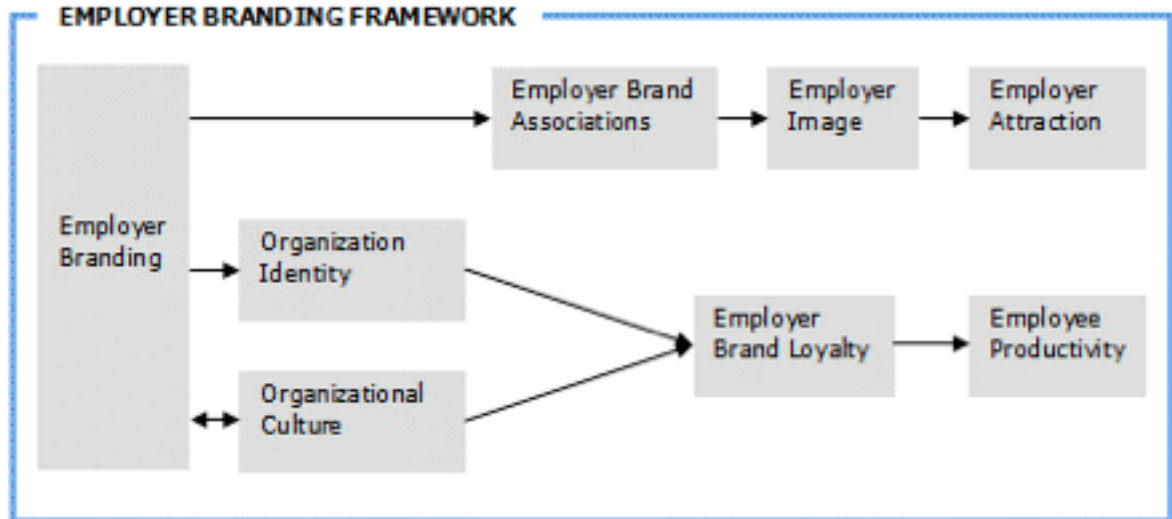 EMPLOYER BRANDING FRAMEWORK
Employer Brand
Associations
Employer
Image
Employer
Attraction
Employer
Branding
Organization
Identity
Employer
Brand Loyalty
Employee
Productivity
Organizational
Culture